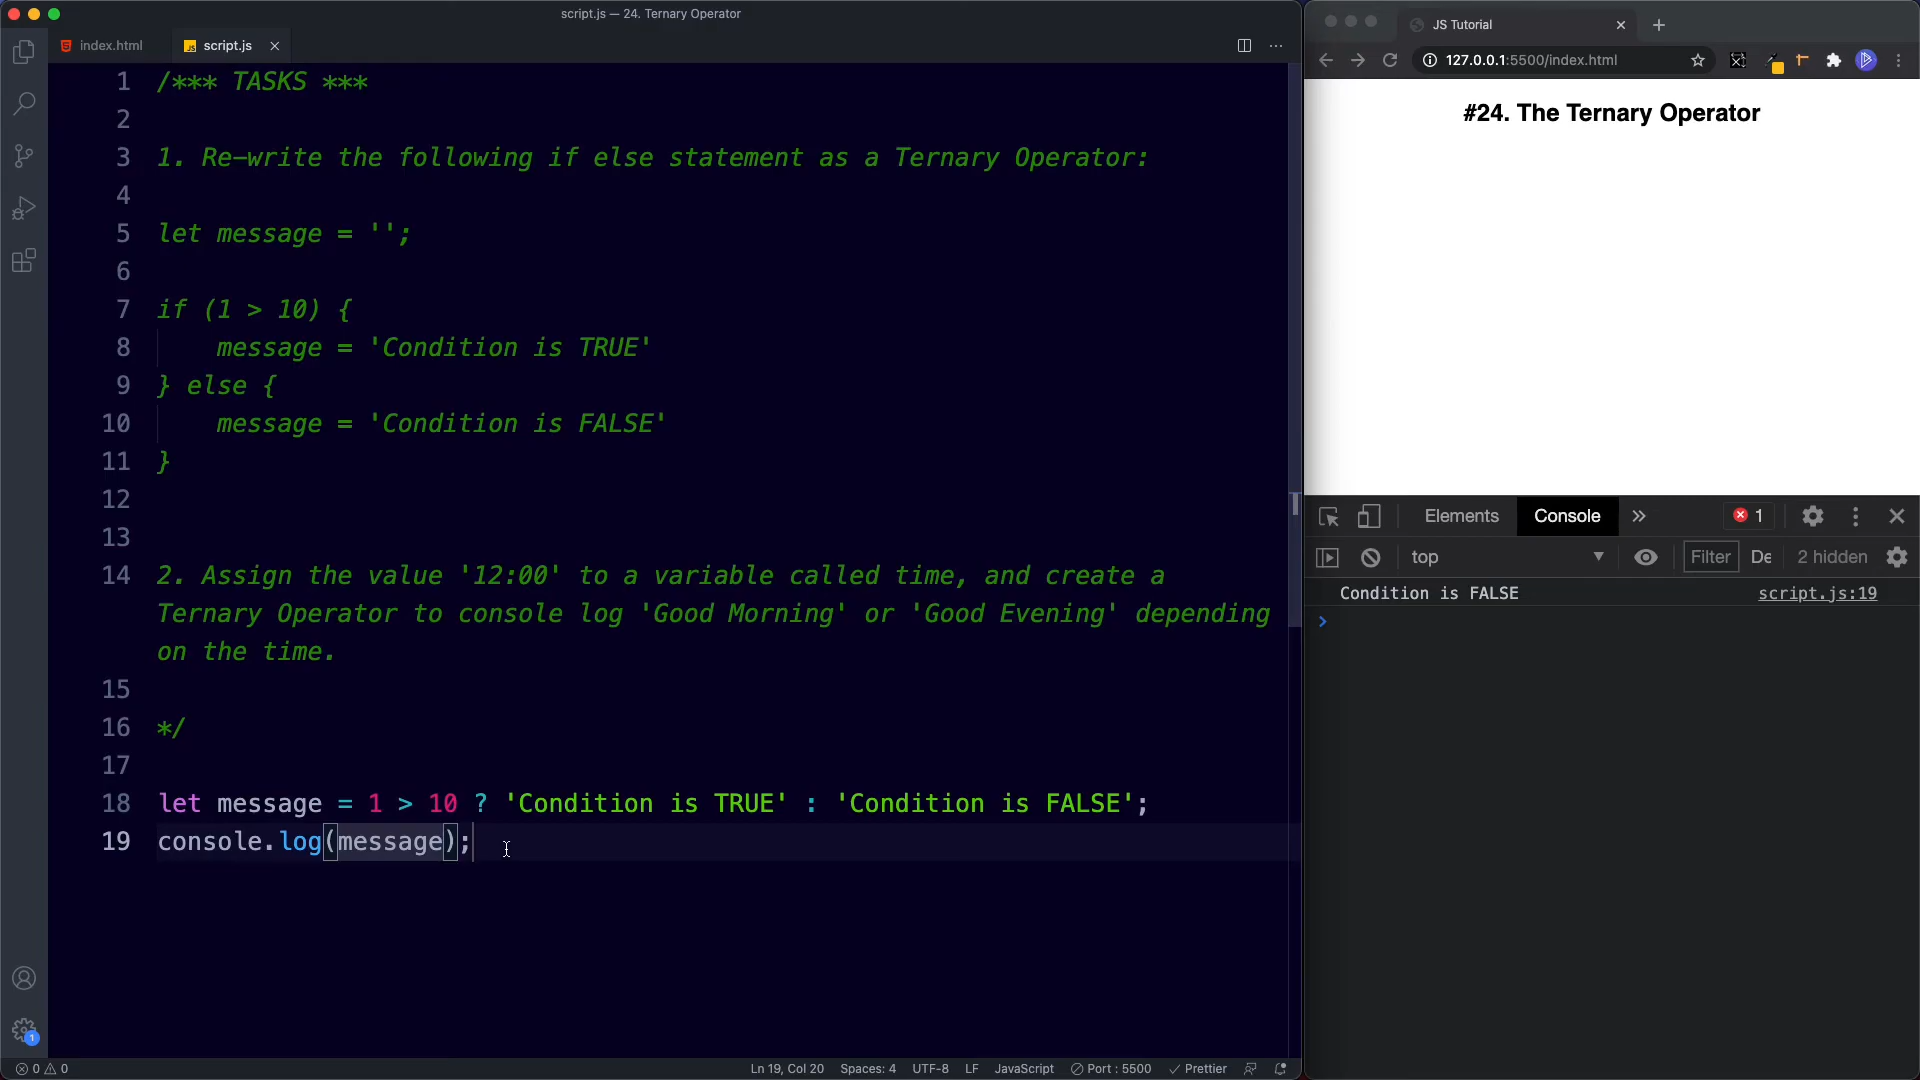 script.js — 24. Ternary Operator
index.html
script.js
1 /*** TASKS ***
2
3 1. Re-write the following if else statement as a Ternary Operator:
4
5 let message = '';
6
7 if (1 > 10) {
8 message = 'Condition is TRUE'
9 } else {
10 message = 'Condition is FALSE'
11 }
12
13
14 2. Assign the value '12:00' to a variable called time, and create a
Ternary Operator to console log 'Good Morning' or 'Good Evening' depending
on the time.
15
16 */
17
18 let message = 1 > 10 ? 'Condition is TRUE' : 'Condition is FALSE';
19 console.log(message);
1
0 0
Ln 19, Col 20 Spaces: 4 UTF-8 LF JavaScript Port : 5500 Prettier
JS Tutorial
127.0.0.1:5500/index.html
#24. The Ternary Operator
Elements Console 1
top Filter De 2 hidden
Condition is FALSE script.js:19